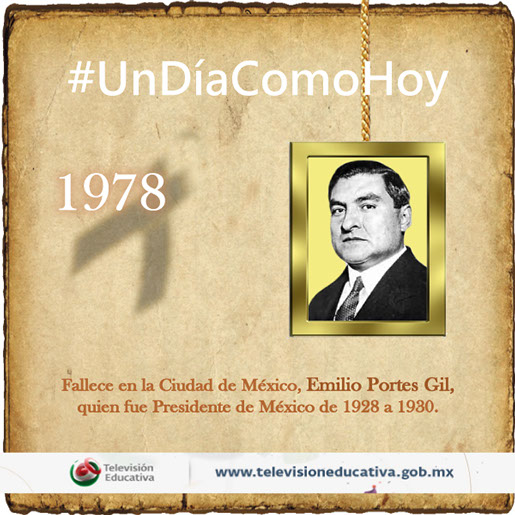 #UnDíaComoHoy
1978
Fallece en la Ciudad de México, Emilio Portes Gil,
quien fue Presidente de México de 1928 a 1930.
Televisión
Educativa
www.televisioneducativa.gob.mx